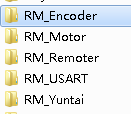 RM_Encoder
RM_Motor
RM_Remoter
RM_USART
RM_Yuntai